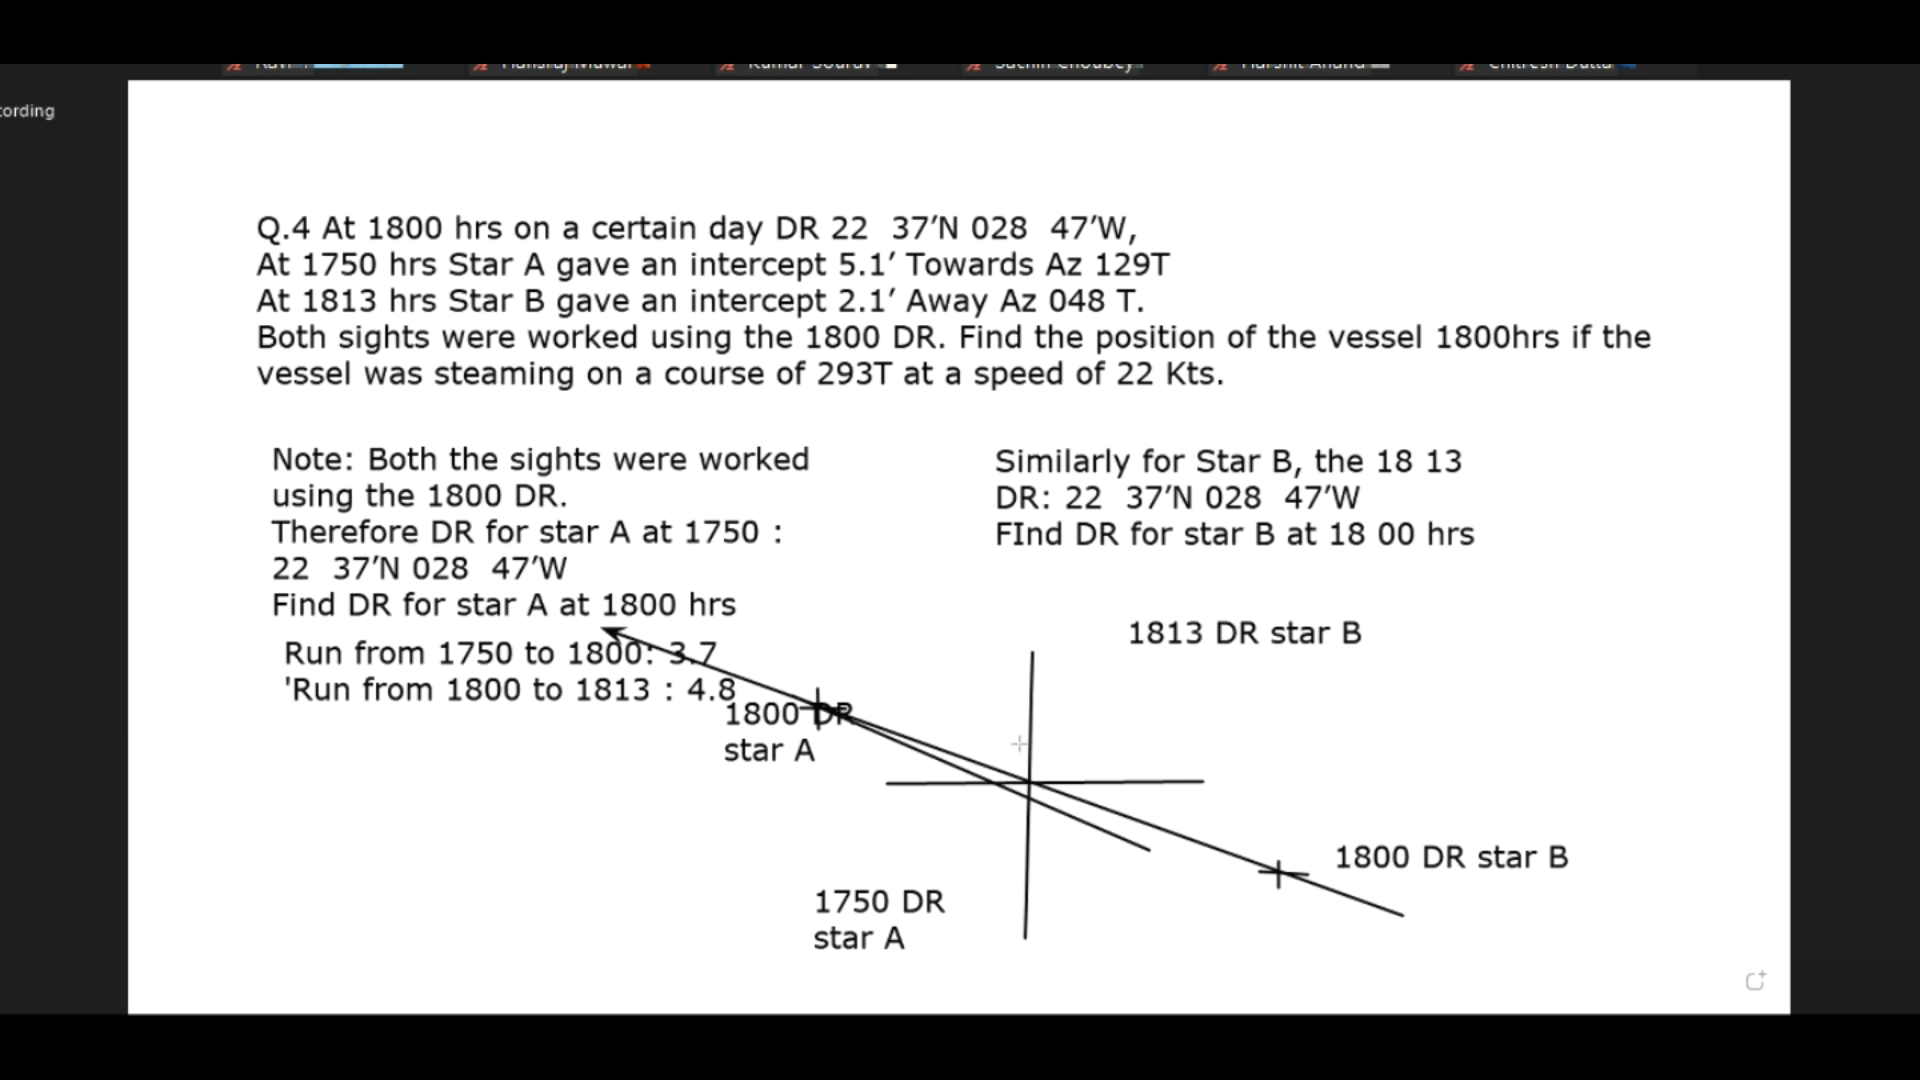 cording
Q.4 At 1800 hrs on a certain day DR 22  37’N 028  47’W,
At 1750 hrs Star A gave an intercept 5.1’ Towards Az 129T
At 1813 hrs Star B gave an intercept 2.1’ Away Az 048 T.
Both sights were worked using the 1800 DR. Find the position of the vessel 1800hrs if the
vessel was steaming on a course of 293T at a speed of 22 Kts.
Note: Both the sights were worked
using the 1800 DR.
Therefore DR for star A at 1750 :
22  37’N 028  47’W
Find DR for star A at 1800 hrs
Run from 1750 to 1800: 3.7
'Run from 1800 to 1813 : 4.8
Similarly for Star B, the 18 13
DR: 22  37’N 028  47’W
FInd DR for star B at 18 00 hrs
1813 DR star B
1800 DR
star A
1800 DR star B
1750 DR
star A